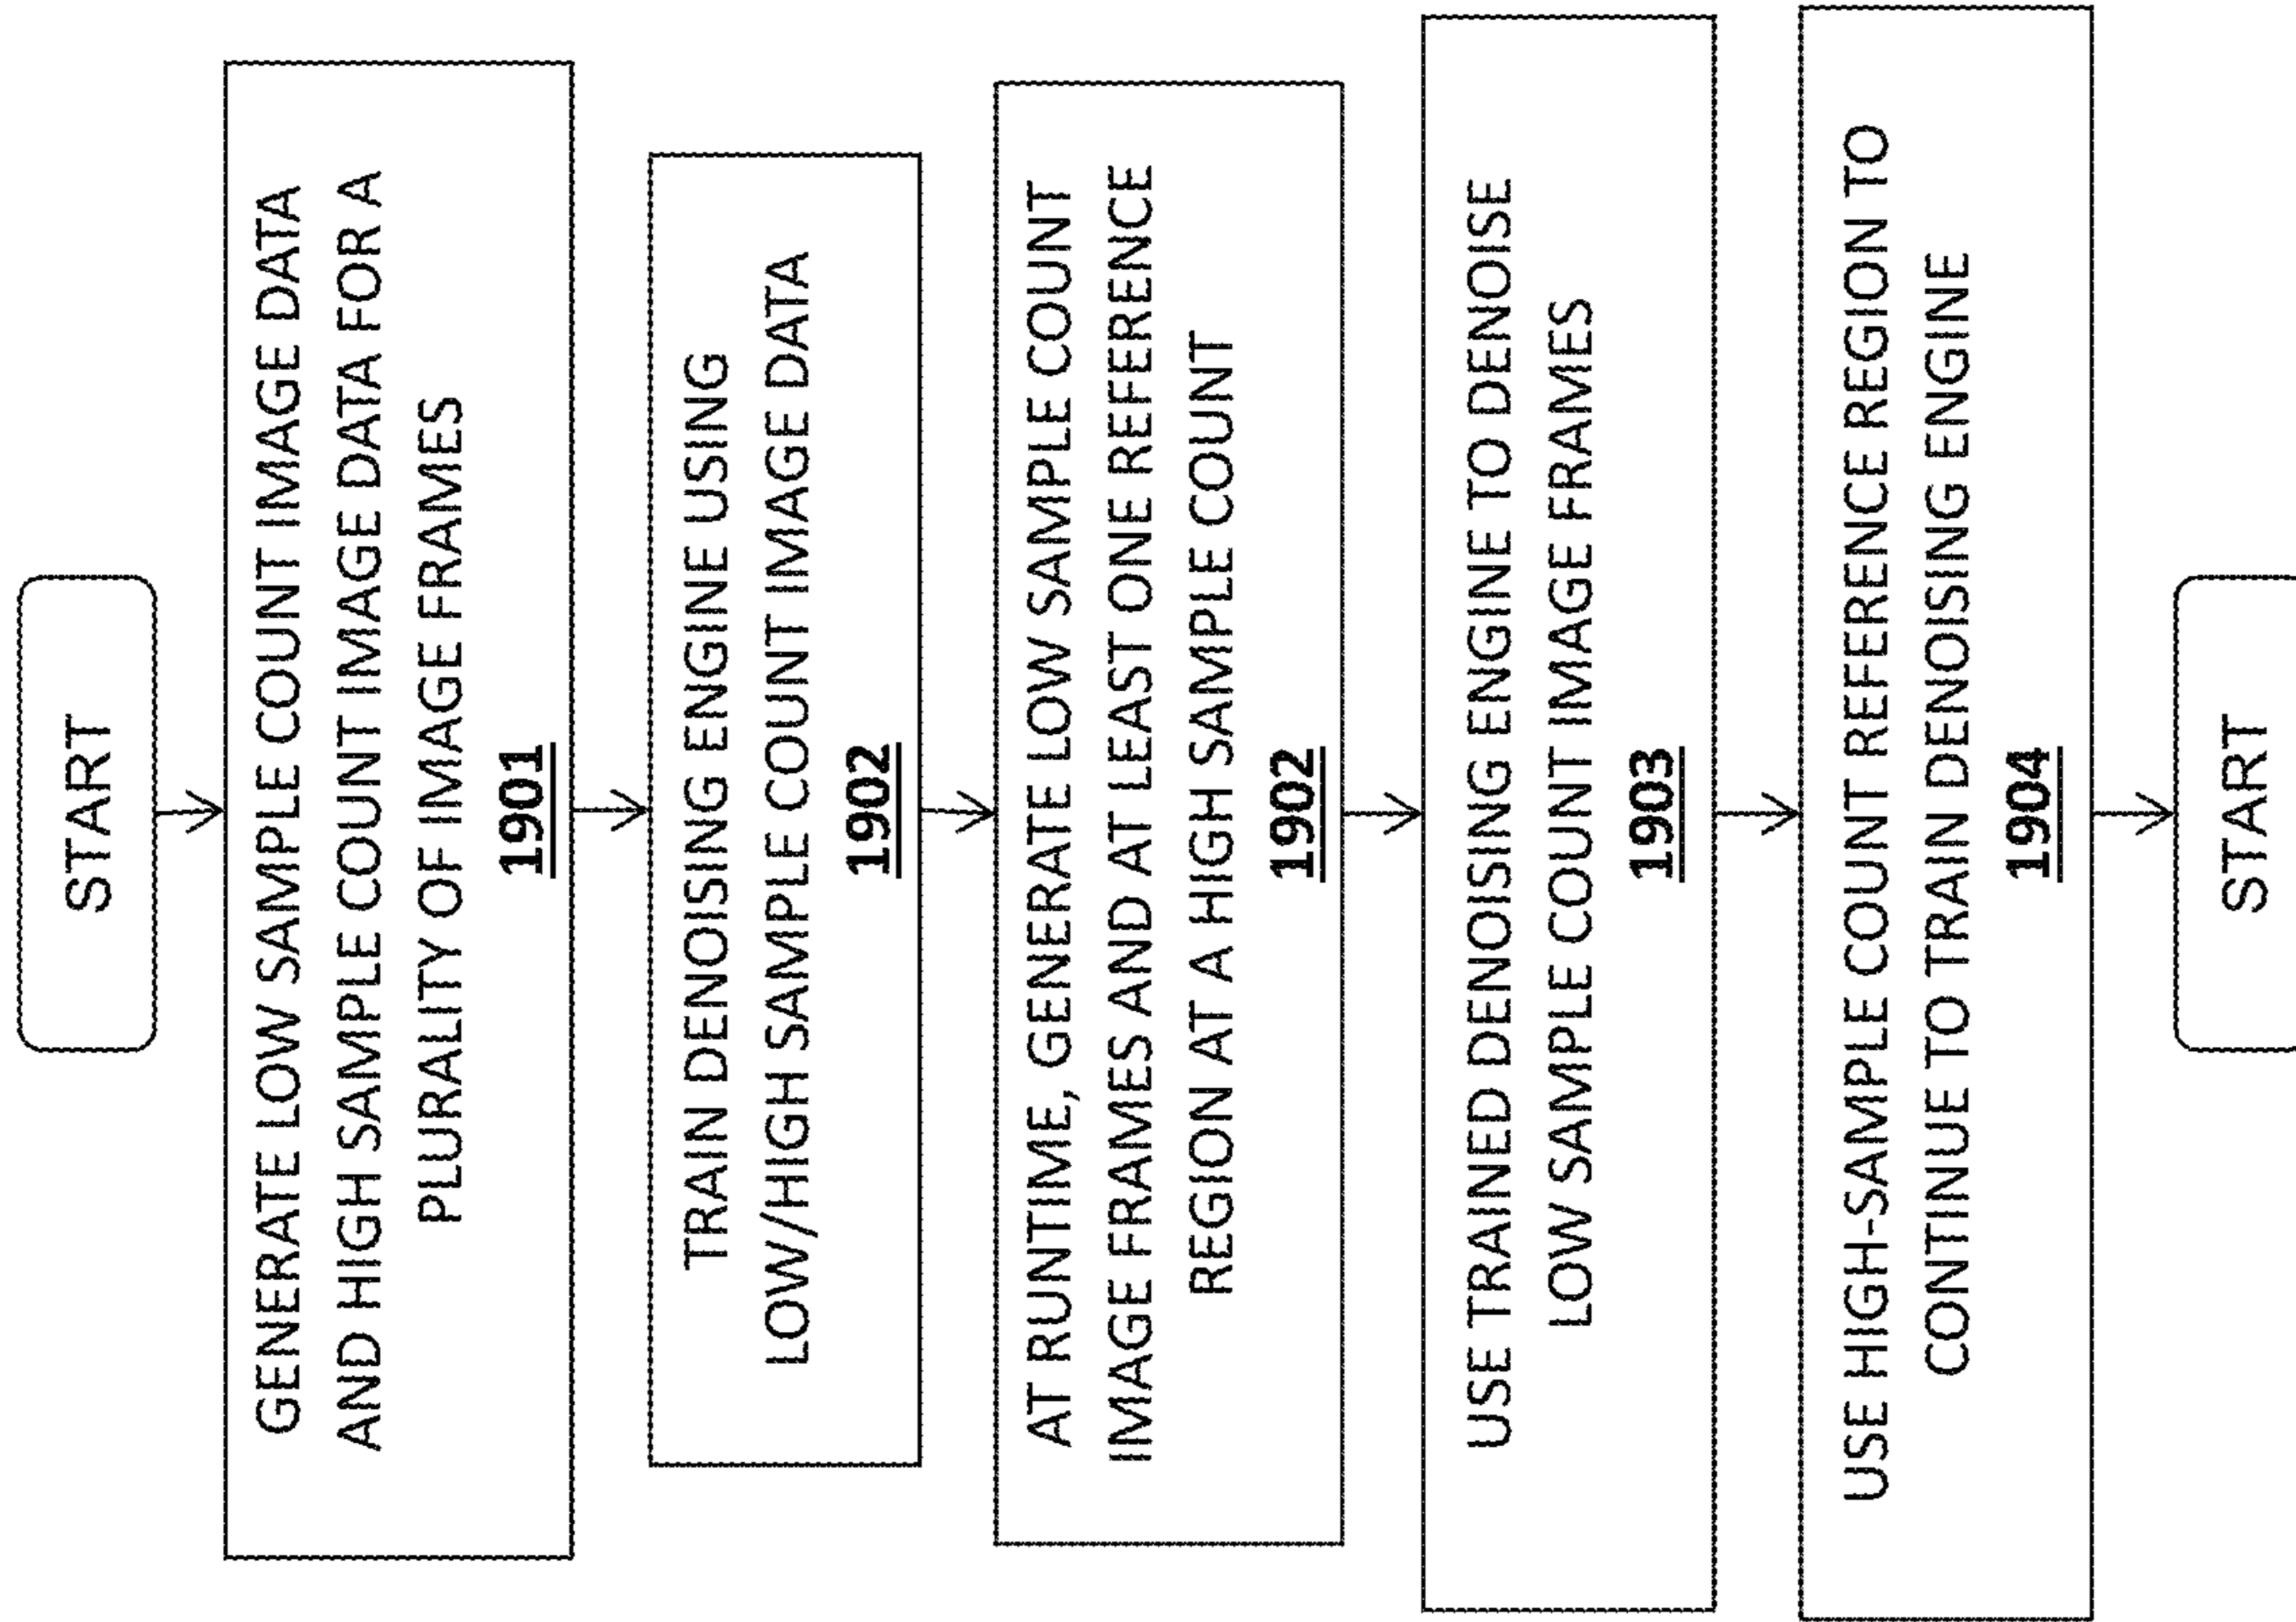 START
GENERATE LOW SAMPLE COUNT IMAGE DATA
AND HIGH SAMPLE COUNT IMAGE DATA FOR A
PLURALITY OF IMAGE FRAMES
1901
TRAIN DENOISING ENGINE USING
LOW/HIGH SAMPLE COUNT IMAGE DATA
1902
AT RUNTIME, GENERATE LOW SAMPLE COUNT
IMAGE FRAMES AND AT LEAST ONE REFERENCE
REGION AT A HIGH SAMPLE COUNT
1902
USE TRAINED DENOISING ENGINE TO DENOISE
LOW SAMPLE COUNT IMAGE FRAMES
1903
USE HIGH-SAMPLE COUNT REFERENCE REGION TO
CONTINUE TO TRAIN DENOISING ENGINE
1904
START